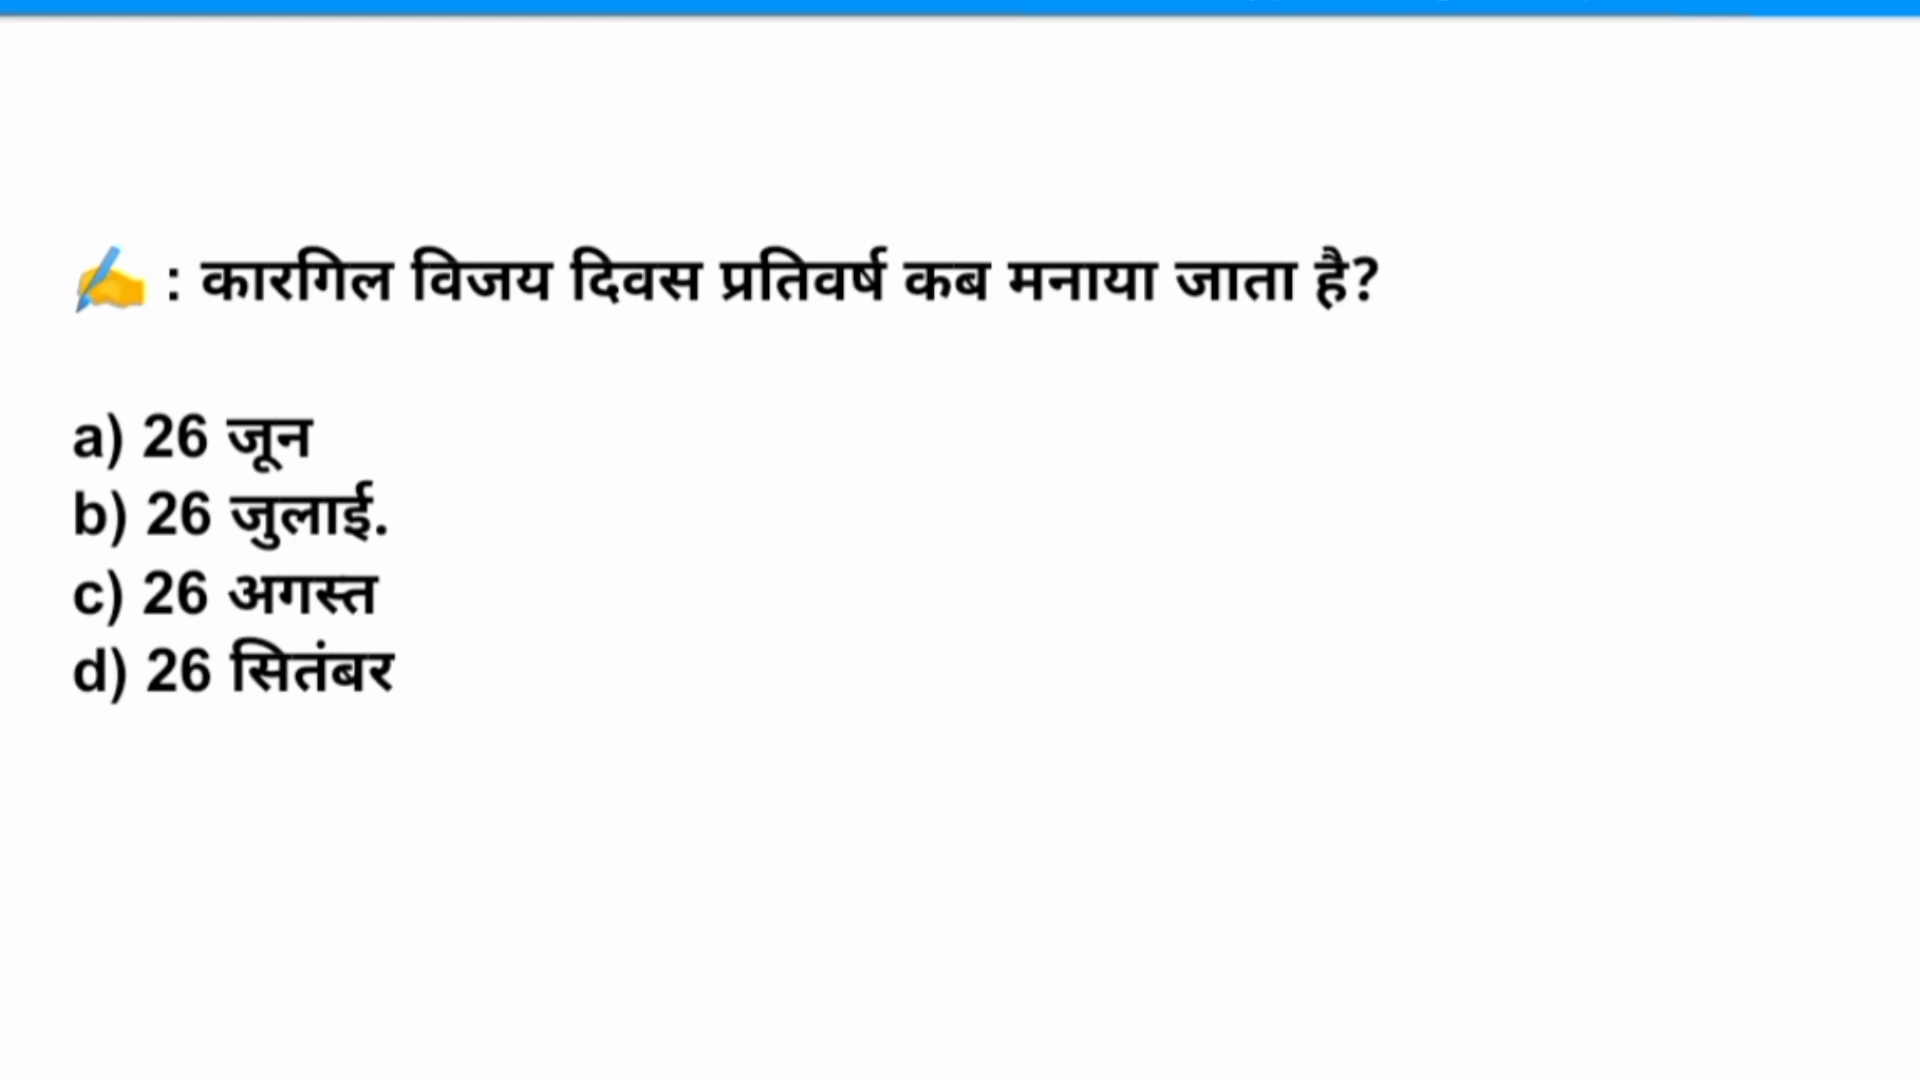 ✍ : कारगिल विजय दिवस प्रतिवर्ष कब मनाया जाता है?
a) 26 जून
b) 26 जुलाई.
c) 26 अगस्त
d) 26 सितंबर